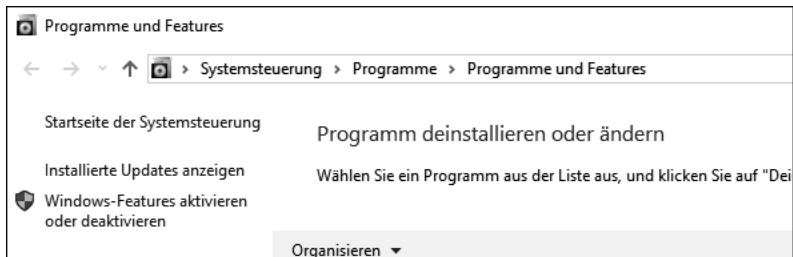 Programme und Features
Systemsteuerung > Programme > Programme und Features
Startseite der Systemsteuerung
Installierte Updates anzeigen
Windows-Features aktivieren
oder deaktivieren
Programm deinstallieren oder ändern
Wählen Sie ein Programm aus der Liste aus, und klicken Sie auf "Dei
Organisieren